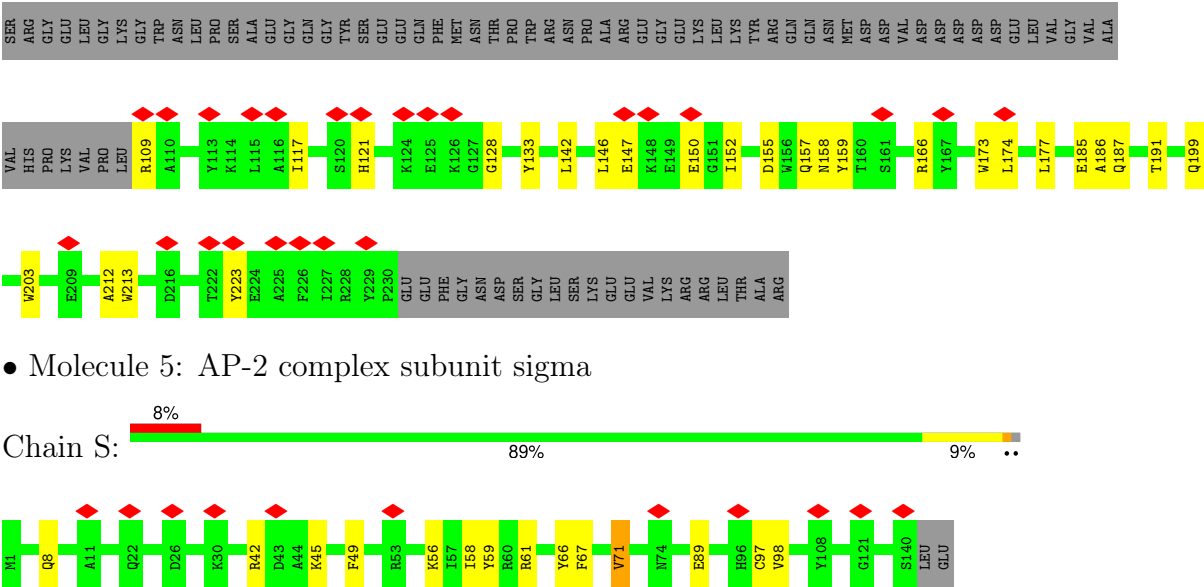 SER ARG GLY GLU LEU GLY LYS GLY TRP ASN LEU PRO SER ALA GLU GLY GLN GLY TYR SER GLU GLU GLN PHE MET ASN THR PRO TRP ARG ASN PRO ALA ARG GLU GLY GLU LYS LEU LYS TYR ARG GLN GLN ASN MET ASP ASP VAL ASP ASP ASP ASP GLU LEU VAL GLY VAL ALA
VAL HIS PRO LYS VAL PRO LEU R109 A110 Y113 K114 L115 A116 I117 S120 H121 K124 E125 K126 G127 G128 Y133 L142 L146 E147 K148 E149 E150 G151 I152 D155 W156 Q157 N158 Y159 T160 S161 R166 Y167 W173 L174 L177 E185 A186 Q187 T191 Q199
W203 E209 A212 W213 D216 T222 Y223 E224 A225 F226 I227 R228 Y229 P230 GLU GLU PHE GLY ASN ASP SER GLY LEU SER LYS GLU GLU VAL LYS ARG ARG LEU THR ALA ARG
• Molecule 5: AP-2 complex subunit sigma
8%
Chain S:
89% 9% ••
M1 Q8 A11 Q22 D26 K30 R42 D43 A44 K45 F49 R53 K56 I57 I58 Y59 R60 R61 Y66 F67 V71 N74 E89 H96 C97 V98 Y108 G121 S140 LEU GLU